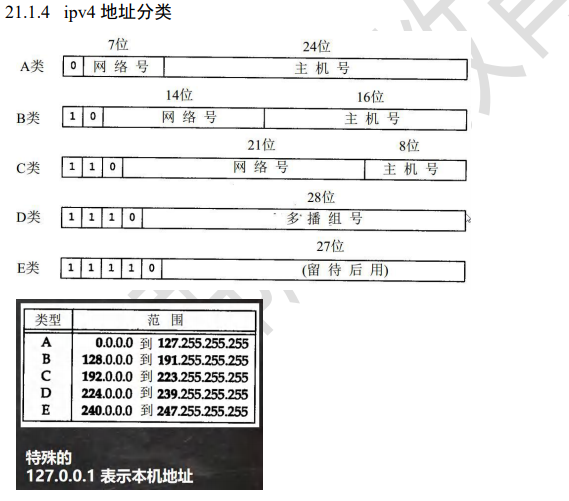 21.1.4 ipv4 地址分类
7位 24位
A类 0 网络号 主机号
14位 16位
B类 1 0 网络号 主机号
21位 8位
C类 1 1 0 网络号 主机号
28位
D类 1 1 1 0 多播组号
27位
E类 1 1 1 1 0 (留待后用)
类型 范围
A 0.0.0.0 到 127.255.255.255
B 128.0.0.0 到 191.255.255.255
C 192.0.0.0 到 223.255.255.255
D 224.0.0.0 到 239.255.255.255
E 240.0.0.0 到 247.255.255.255
特殊的
127.0.0.1 表示本机地址